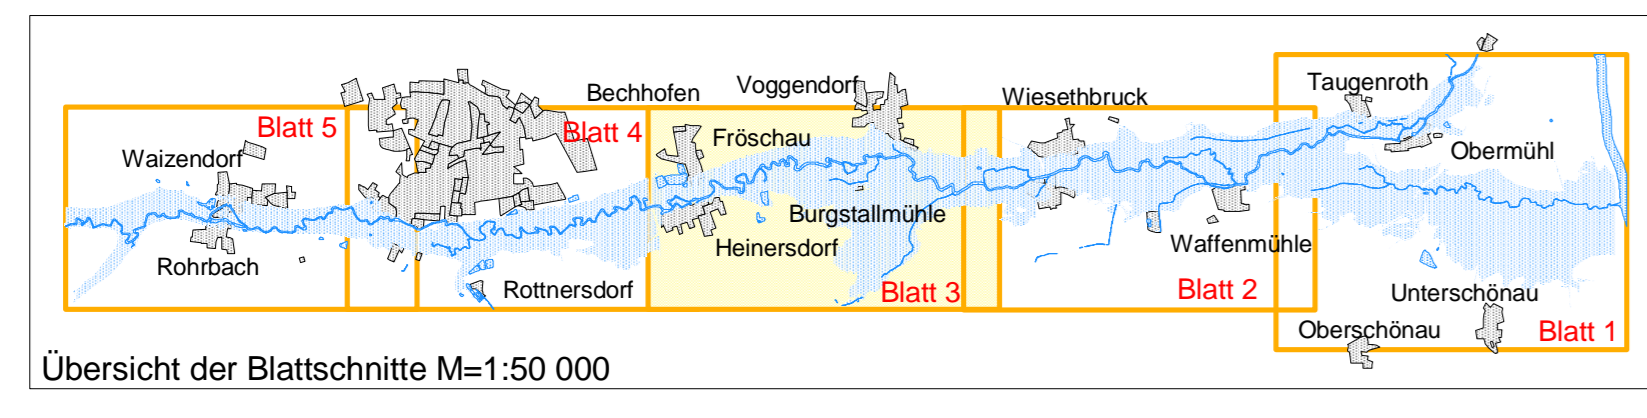 Taugenroth
Bechhofen
Voggendorf
Wiesethbruck
Blatt 5
Blatt 4
Fröschau
Obermühl
Waizendorf
Burgstallmühle
Waffenmühle
Heinersdorf
Rohrbach
Rottnersdorf
Blatt 3
Blatt 2
Unterschönau
Oberschönau
Blatt 1
Übersicht der Blattschnitte M=1:50 000